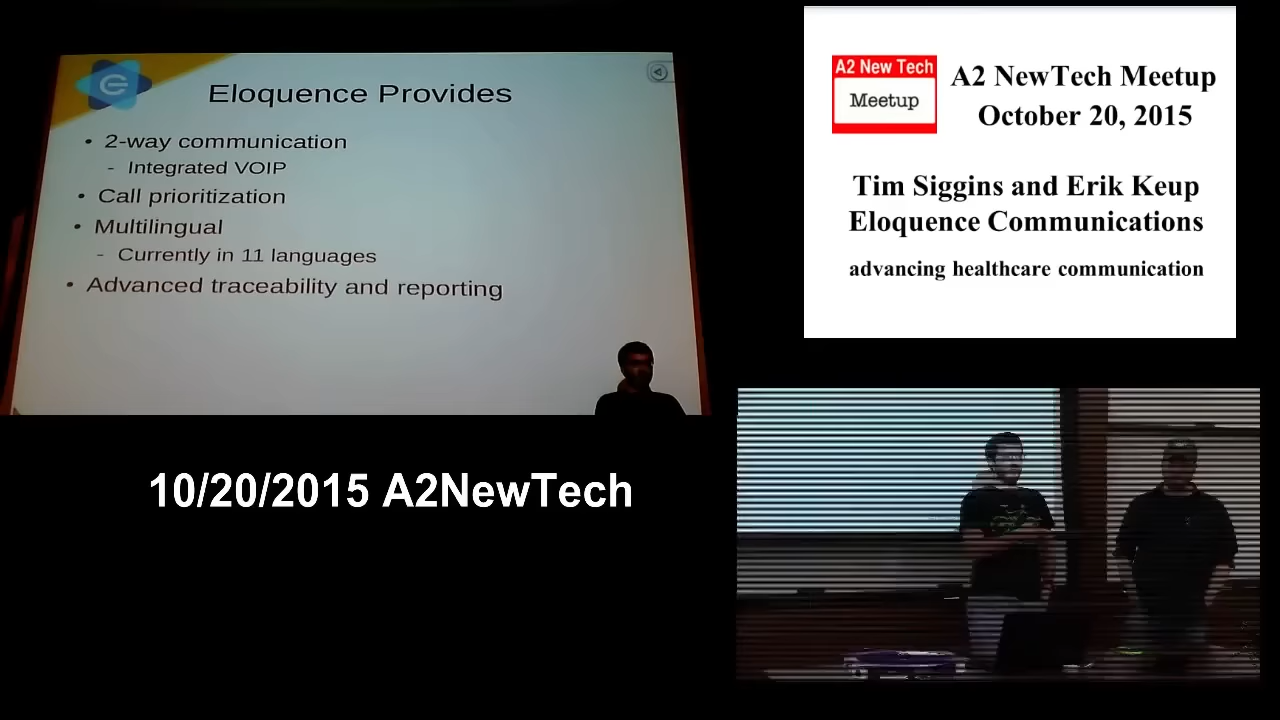 Eloquence Provides
• 2-way communication
- Integrated VOIP
• Call prioritization
• Multilingual
- Currently in 11 languages
• Advanced traceability and reporting
A2 New Tech
Meetup
A2 NewTech Meetup
October 20, 2015
Tim Siggins and Erik Keup
Eloquence Communications
advancing healthcare communication
10/20/2015 A2NewTech